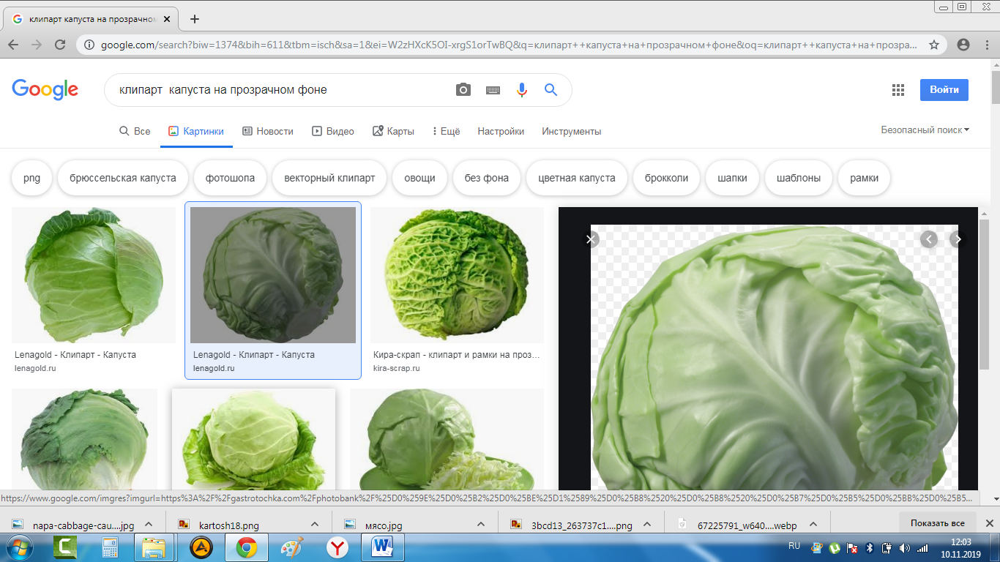 клипарт капуста на прозрачном
google.com/search?biw=1374&bih=611&tbm=isch&sa=1&ei=W2zHXcK5OI-xrgS1orTwBQ&q=клипарт++капуста+на+прозрачном+фоне&oq=клипарт++капуста+на+прозра...
Google
клипарт  капуста на прозрачном фоне
Войти
Все Картинки Новости Видео Карты Ещё Настройки Инструменты Безопасный поиск
png брюссельская капуста фотошопа векторный клипарт овощи без фона цветная капуста брокколи шапки шаблоны рамки
Lenagold - Клипарт - Капуста
lenagold.ru
Lenagold - Клипарт - Капуста
lenagold.ru
Кира-скрап - клипарт и рамки на проз...
kira-scrap.ru
https://www.google.com/imgres?imgurl=https%3A%2F%2Fgastrotochka.com%2Fphotobank%2F%25D0%259E%25D0%25B2%25D0%25BE%25D1%2589%25D0%25B8%2520%25D0%25B8%2520%25D0%25B7%25D0%25B5%25D0%25BB%25D0%25B5...
napa-cabbage-cau....jpg kartosh18.png мясо.jpg 3bcd13_263737c1....png 67225791_w640....webp Показать все
RU
12:03
10.11.2019